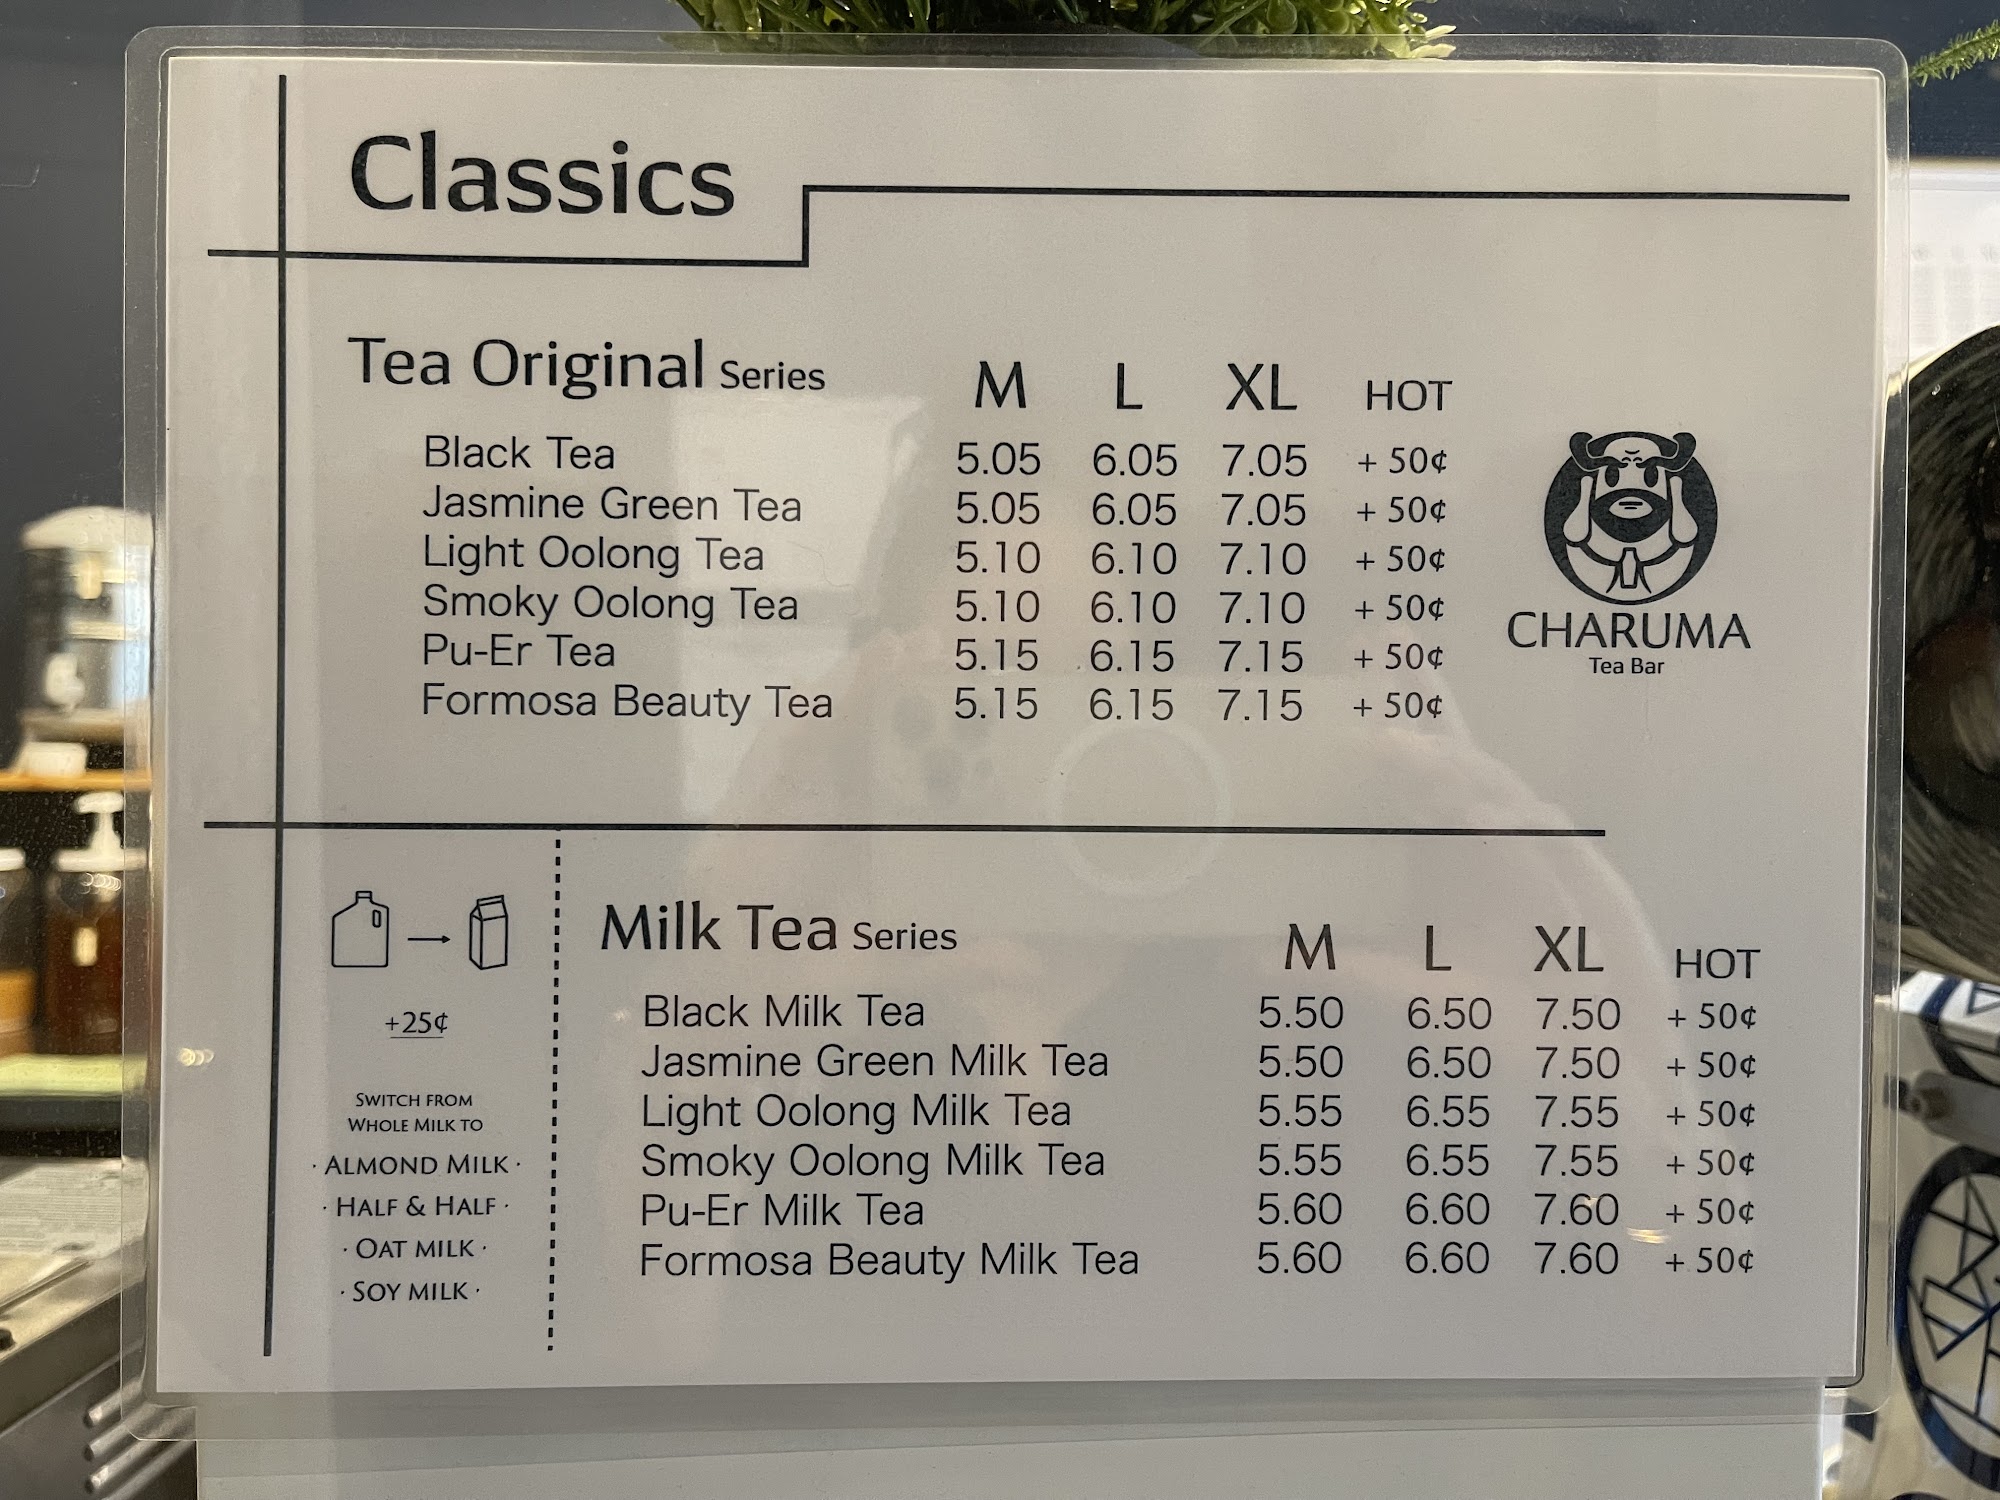 Classics
Tea Original Series M L XL HOT
Black Tea 5.05 6.05 7.05 + 50¢
Jasmine Green Tea 5.05 6.05 7.05 + 50¢
Light Oolong Tea 5.10 6.10 7.10 + 50¢
Smoky Oolong Tea 5.10 6.10 7.10 + 50¢
Pu-Er Tea 5.15 6.15 7.15 + 50¢
Formosa Beauty Tea 5.15 6.15 7.15 + 50¢
CHARUMA
Tea Bar
+25¢
SWITCH FROM
WHOLE MILK TO
· ALMOND MILK ·
· HALF & HALF ·
· OAT MILK ·
· SOY MILK ·
Milk Tea Series M L XL HOT
Black Milk Tea 5.50 6.50 7.50 + 50¢
Jasmine Green Milk Tea 5.50 6.50 7.50 + 50¢
Light Oolong Milk Tea 5.55 6.55 7.55 + 50¢
Smoky Oolong Milk Tea 5.55 6.55 7.55 + 50¢
Pu-Er Milk Tea 5.60 6.60 7.60 + 50¢
Formosa Beauty Milk Tea 5.60 6.60 7.60 + 50¢